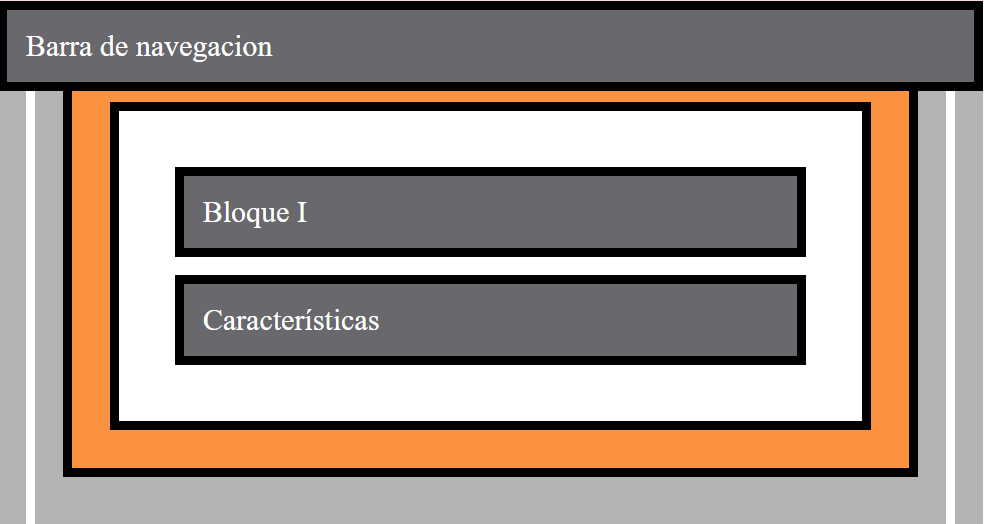 Barra de navegacion
Bloque I
Características